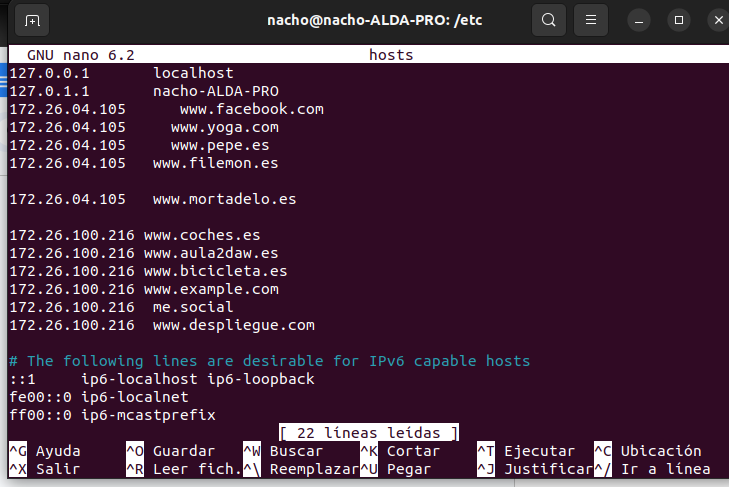 nacho@nacho-ALDA-PRO: /etc
GNU nano 6.2 hosts
127.0.0.1 localhost
127.0.1.1 nacho-ALDA-PRO
172.26.04.105 www.facebook.com
172.26.04.105 www.yoga.com
172.26.04.105 www.pepe.es
172.26.04.105 www.filemon.es
172.26.04.105 www.mortadelo.es
172.26.100.216 www.coches.es
172.26.100.216 www.aula2daw.es
172.26.100.216 www.bicicleta.es
172.26.100.216 www.example.com
172.26.100.216 me.social
172.26.100.216 www.despliegue.com
# The following lines are desirable for IPv6 capable hosts
::1 ip6-localhost ip6-loopback
fe00::0 ip6-localnet
ff00::0 ip6-mcastprefix
[ 22 líneas leídas ]
^G Ayuda ^O Guardar ^W Buscar ^K Cortar ^T Ejecutar ^C Ubicación
^X Salir ^R Leer fich. ^\ Reemplazar ^U Pegar ^J Justificar ^/ Ir a línea